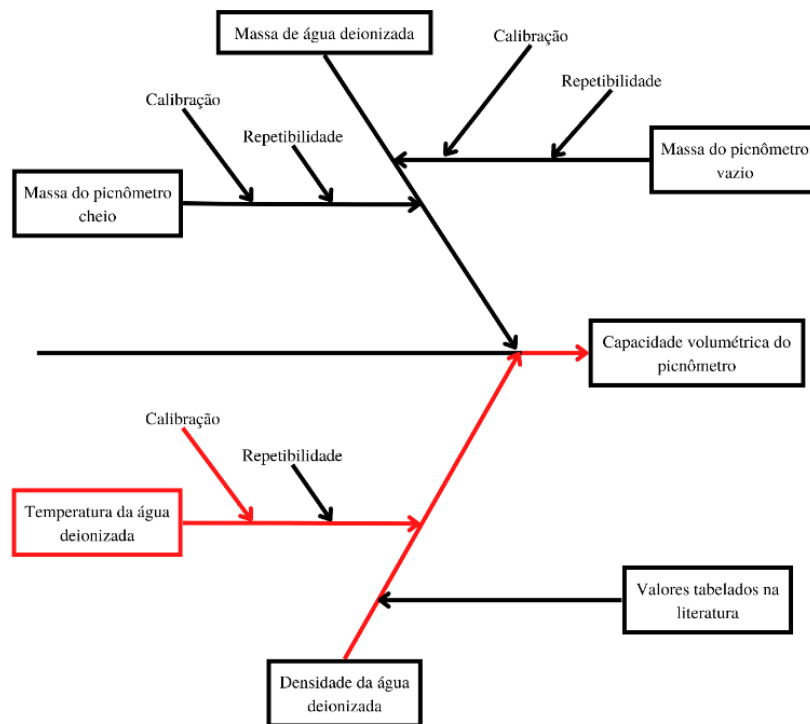 Massa de água deionizada
Calibração
Repetibilidade
Calibração
Repetibilidade
Massa do picnômetro
vazio
Massa do picnômetro
cheio
Capacidade volumétrica do
picnômetro
Calibração
Repetibilidade
Temperatura da água
deionizada
Valores tabelados na
literatura
Densidade da água
deionizada